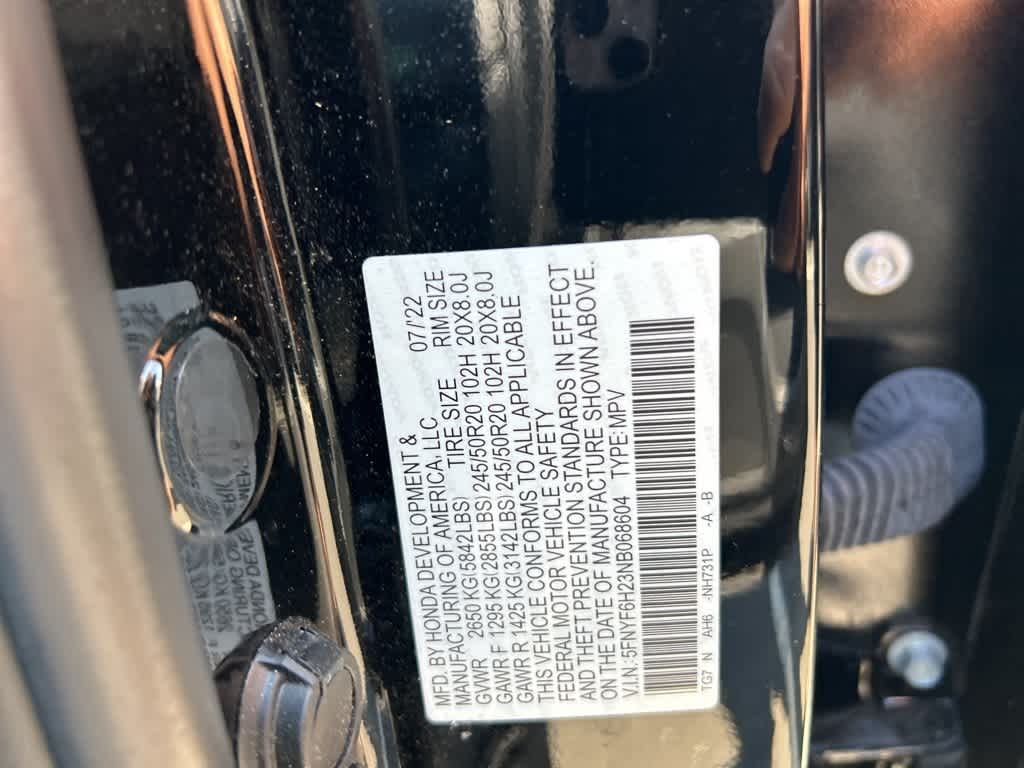 MFD. BY HONDA DEVELOPMENT &
MANUFACTURING OF AMERICA, LLC 07/'22
GVWR 2650 KG(5842LBS) TIRE SIZE RIM SIZE
GAWR F 1295 KG(2855LBS) 245/50R20 102H 20X8.0J
GAWR R 1425 KG(3142LBS) 245/50R20 102H 20X8.0J
THIS VEHICLE CONFORMS TO ALL APPLICABLE
FEDERAL MOTOR VEHICLE SAFETY
AND THEFT PREVENTION STANDARDS IN EFFECT
ON THE DATE OF MANUFACTURE SHOWN ABOVE.
V.I.N.: 5FNYF6H23NB068604 TYPE: MPV
TG7 N AH6 -NH731P -A -B